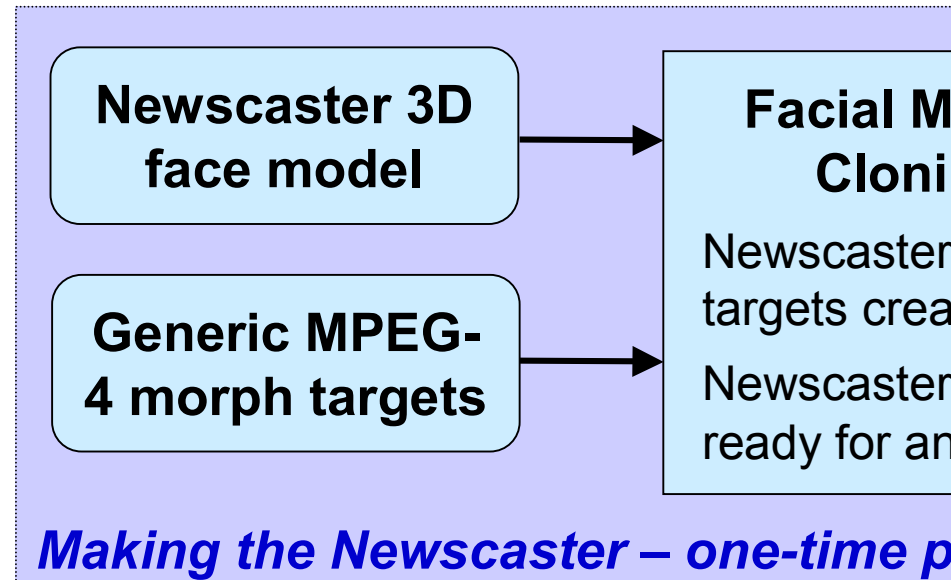 Newscaster 3D
face model
Generic MPEG-
4 morph targets
Facial M
Cloni
Newscaster
targets crea
Newscaster
ready for an
Making the Newscaster – one-time p